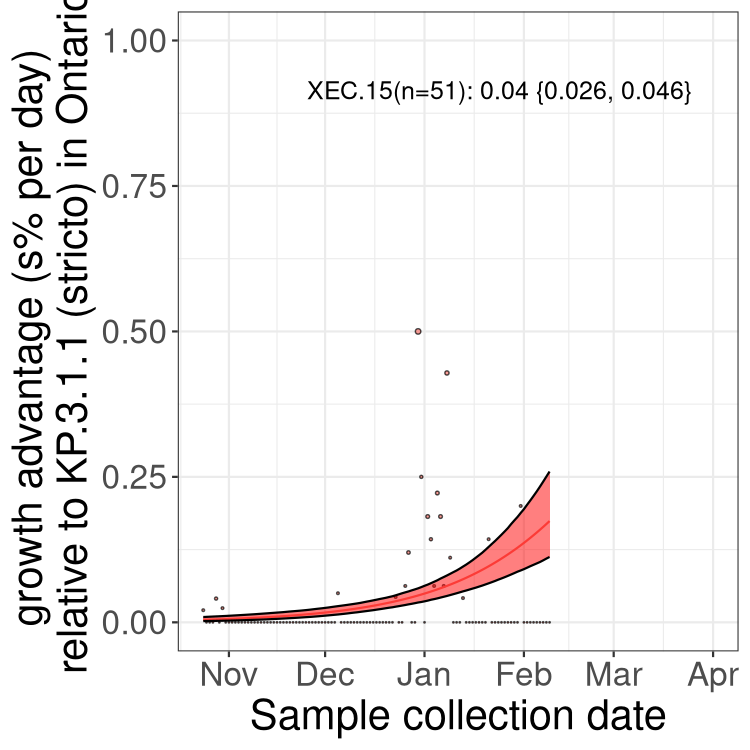 growth advantage (s% per day)
relative to KP.3.1.1 (stricto) in Ontario
1.00
0.75
0.50
0.25
0.00
XEC.15(n=51): 0.04 {0.026, 0.046}
Nov Dec Jan Feb Mar Apr
Sample collection date